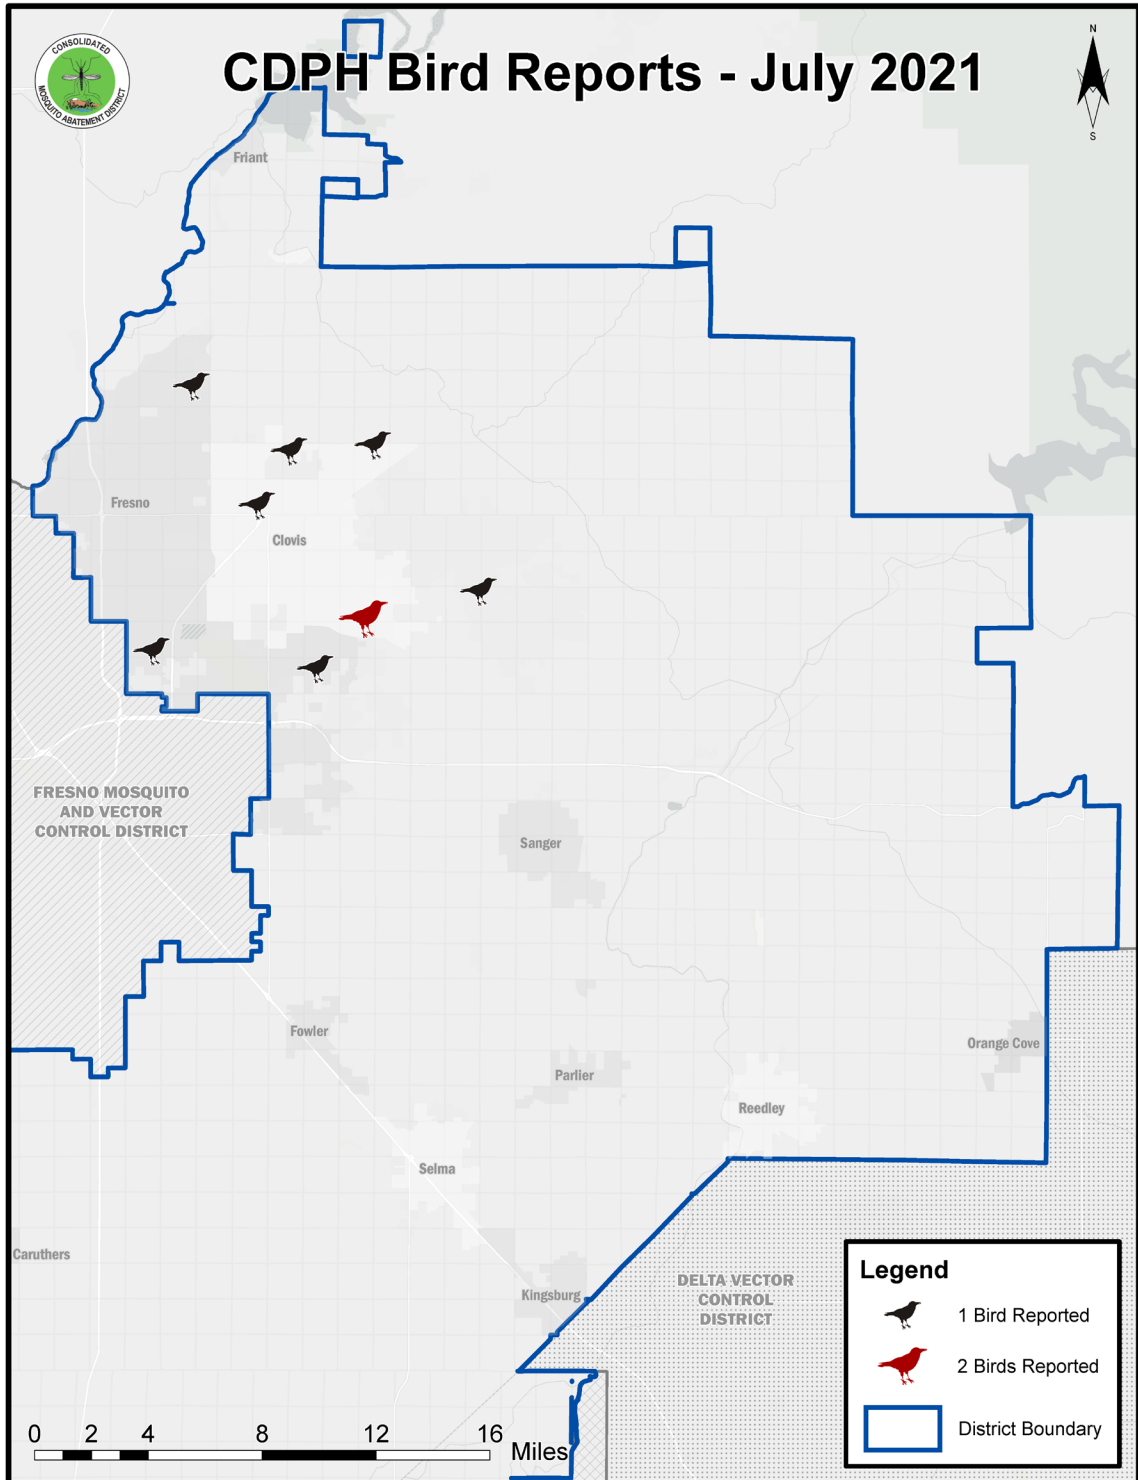 CONSOLIDATED
MOSQUITO ABATEMENT DISTRICT
CDPH Bird Reports - July 2021
N
S
Friant
Fresno
Clovis
FRESNO MOSQUITO
AND VECTOR
CONTROL DISTRICT
Sanger
Fowler
Orange Cove
Parlier
Reedley
Selma
Caruthers
Kingsburg
DELTA VECTOR
CONTROL
DISTRICT
Legend
1 Bird Reported
2 Birds Reported
District Boundary
0 2 4 8 12 16
Miles